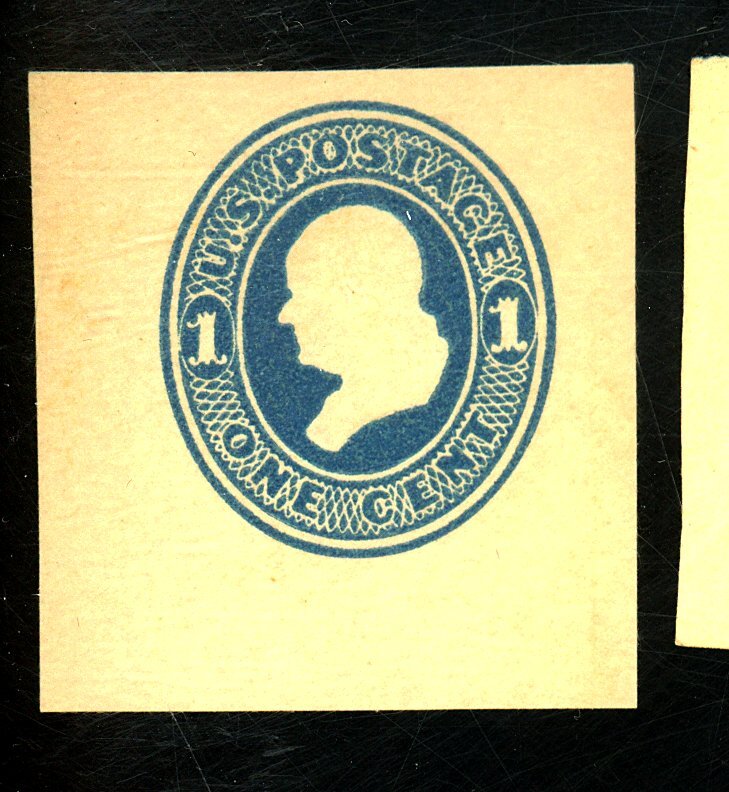 U.S. POSTAGE
1 1
ONE CENT